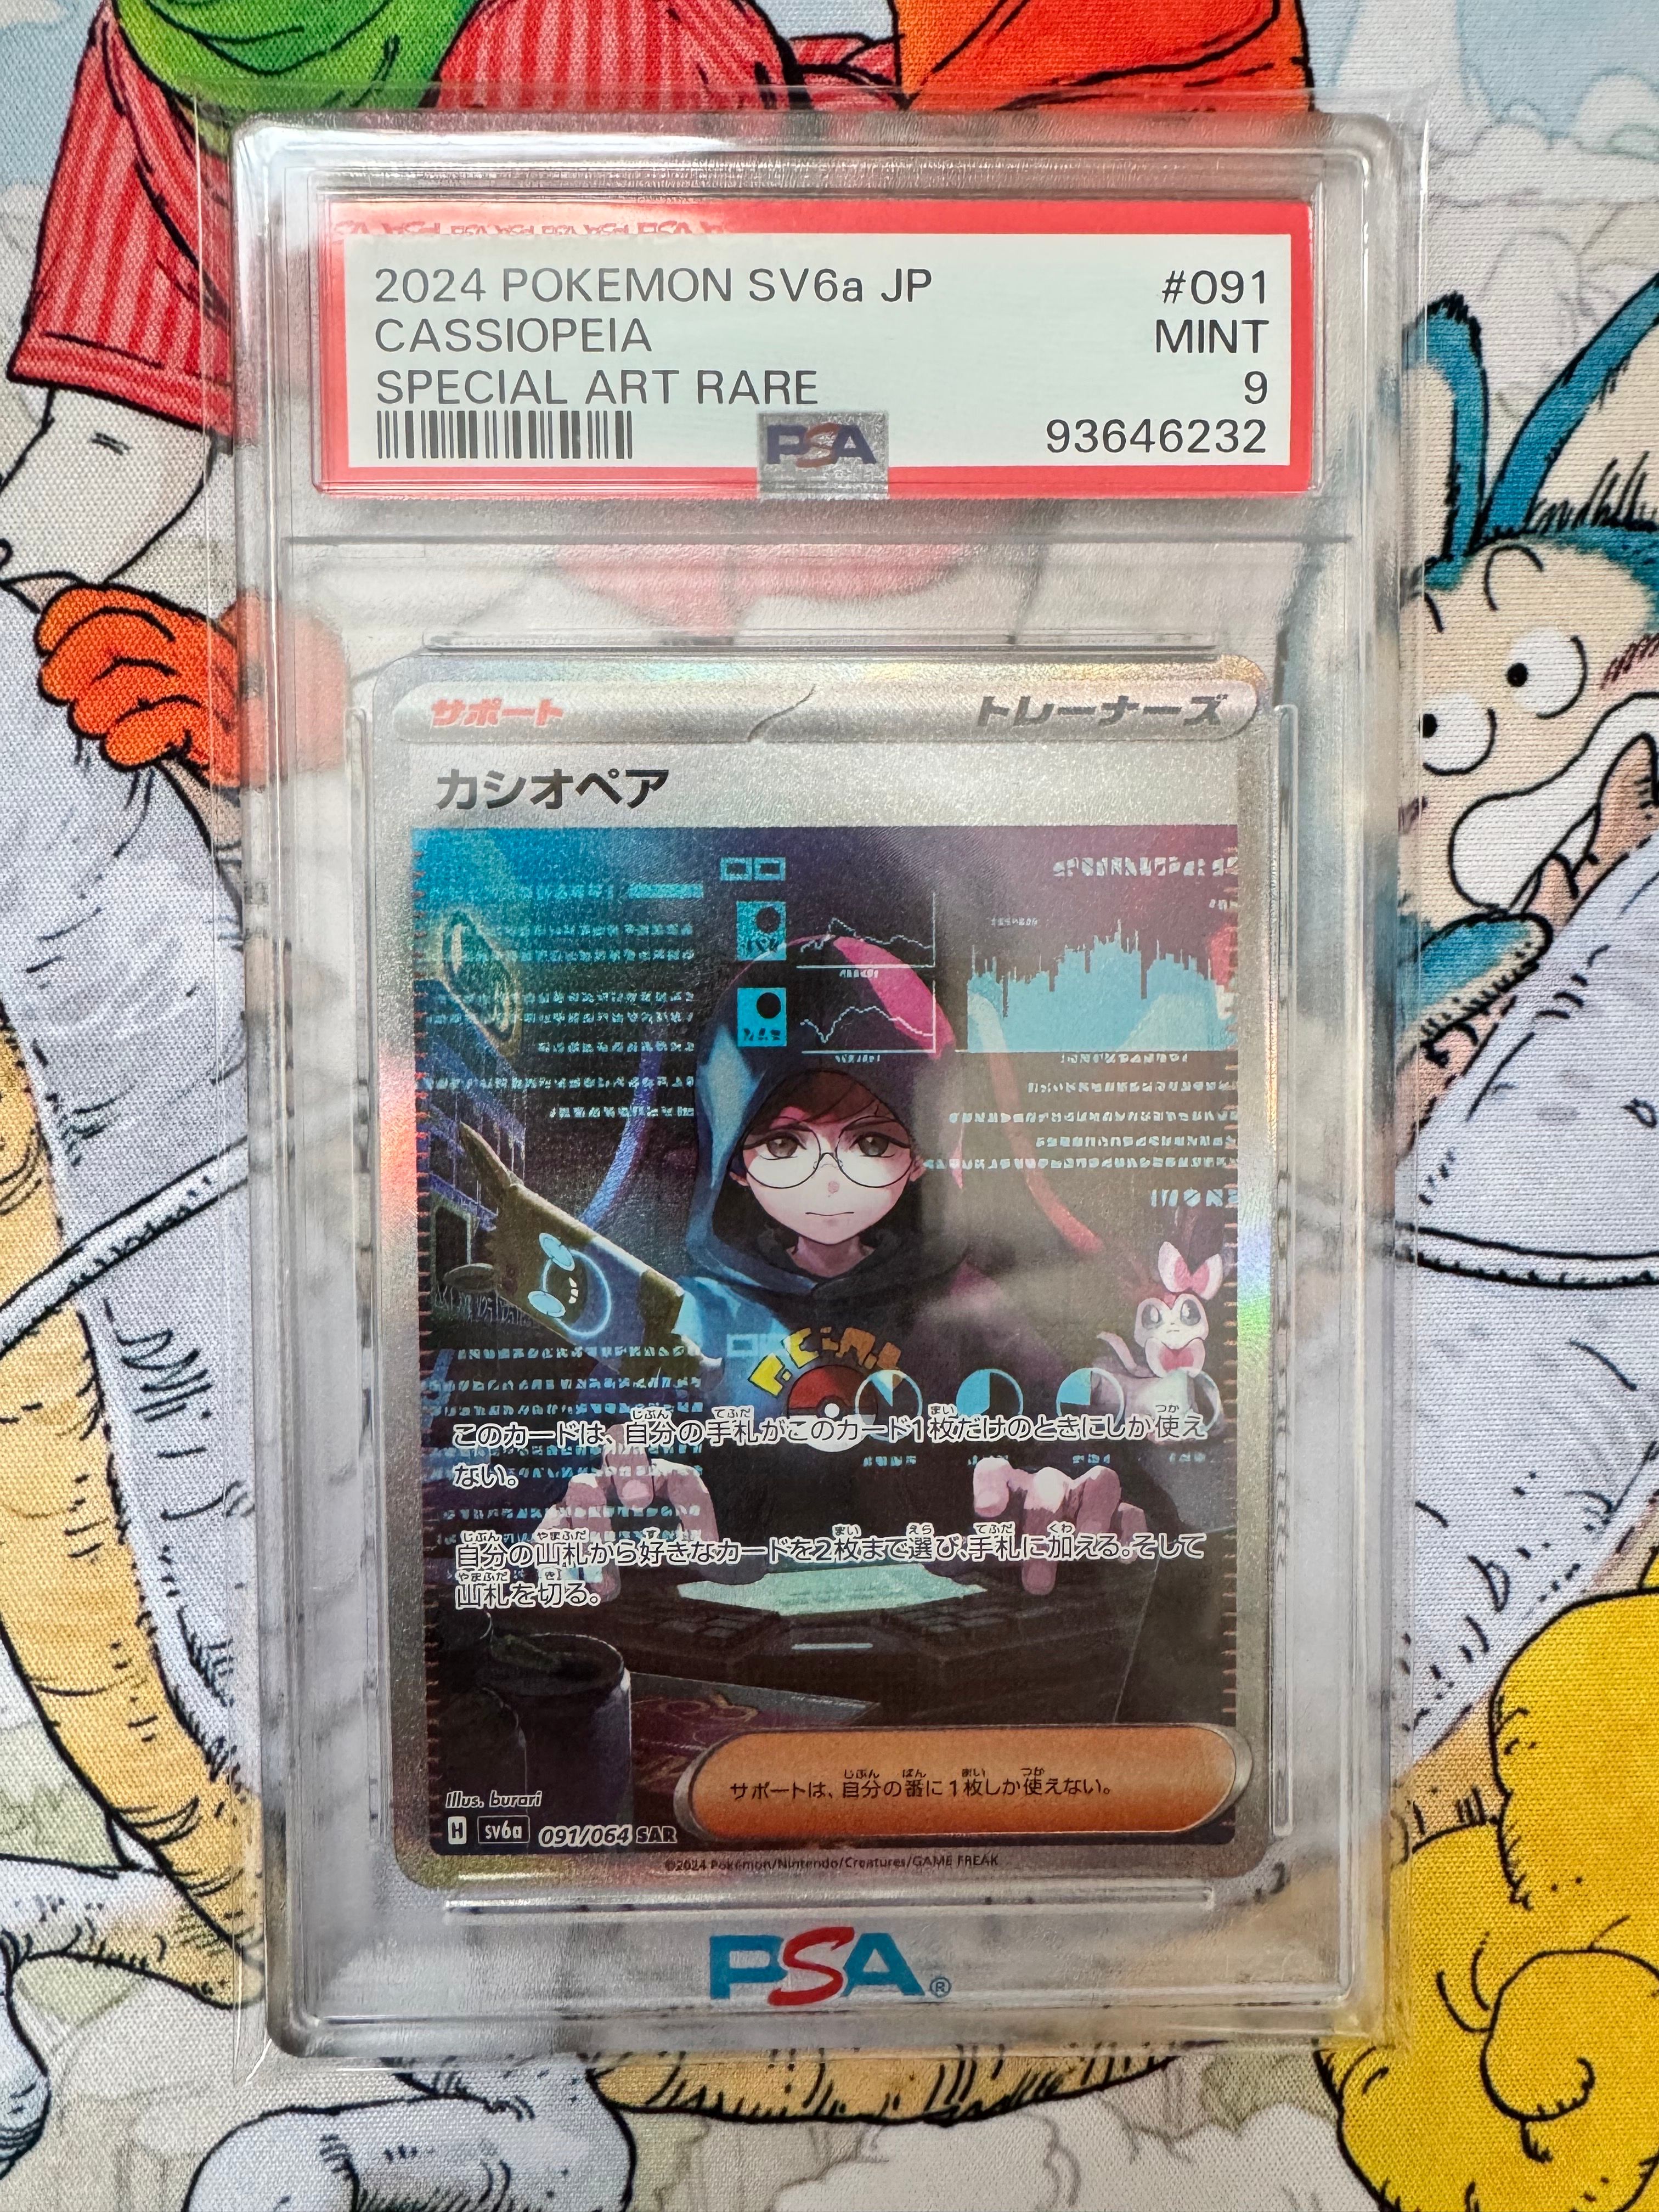 2024 POKEMON SV6a JP #091
CASSIOPEIA MINT
SPECIAL ART RARE 9
PSA 93646232
サポート トレーナーズ
カシオペア
このカードは、自分の手札がこのカード1枚だけのときにしか使え
ない。
自分の山札から好きなカードを2枚まで選び、手札に加える。そして
山札を切る。
サポートは、自分の番に1枚しか使えない。
Illus. burari
H sv6a 091/064 SAR
©2024 Pokémon/Nintendo/Creatures/GAME FREAK
PSA®